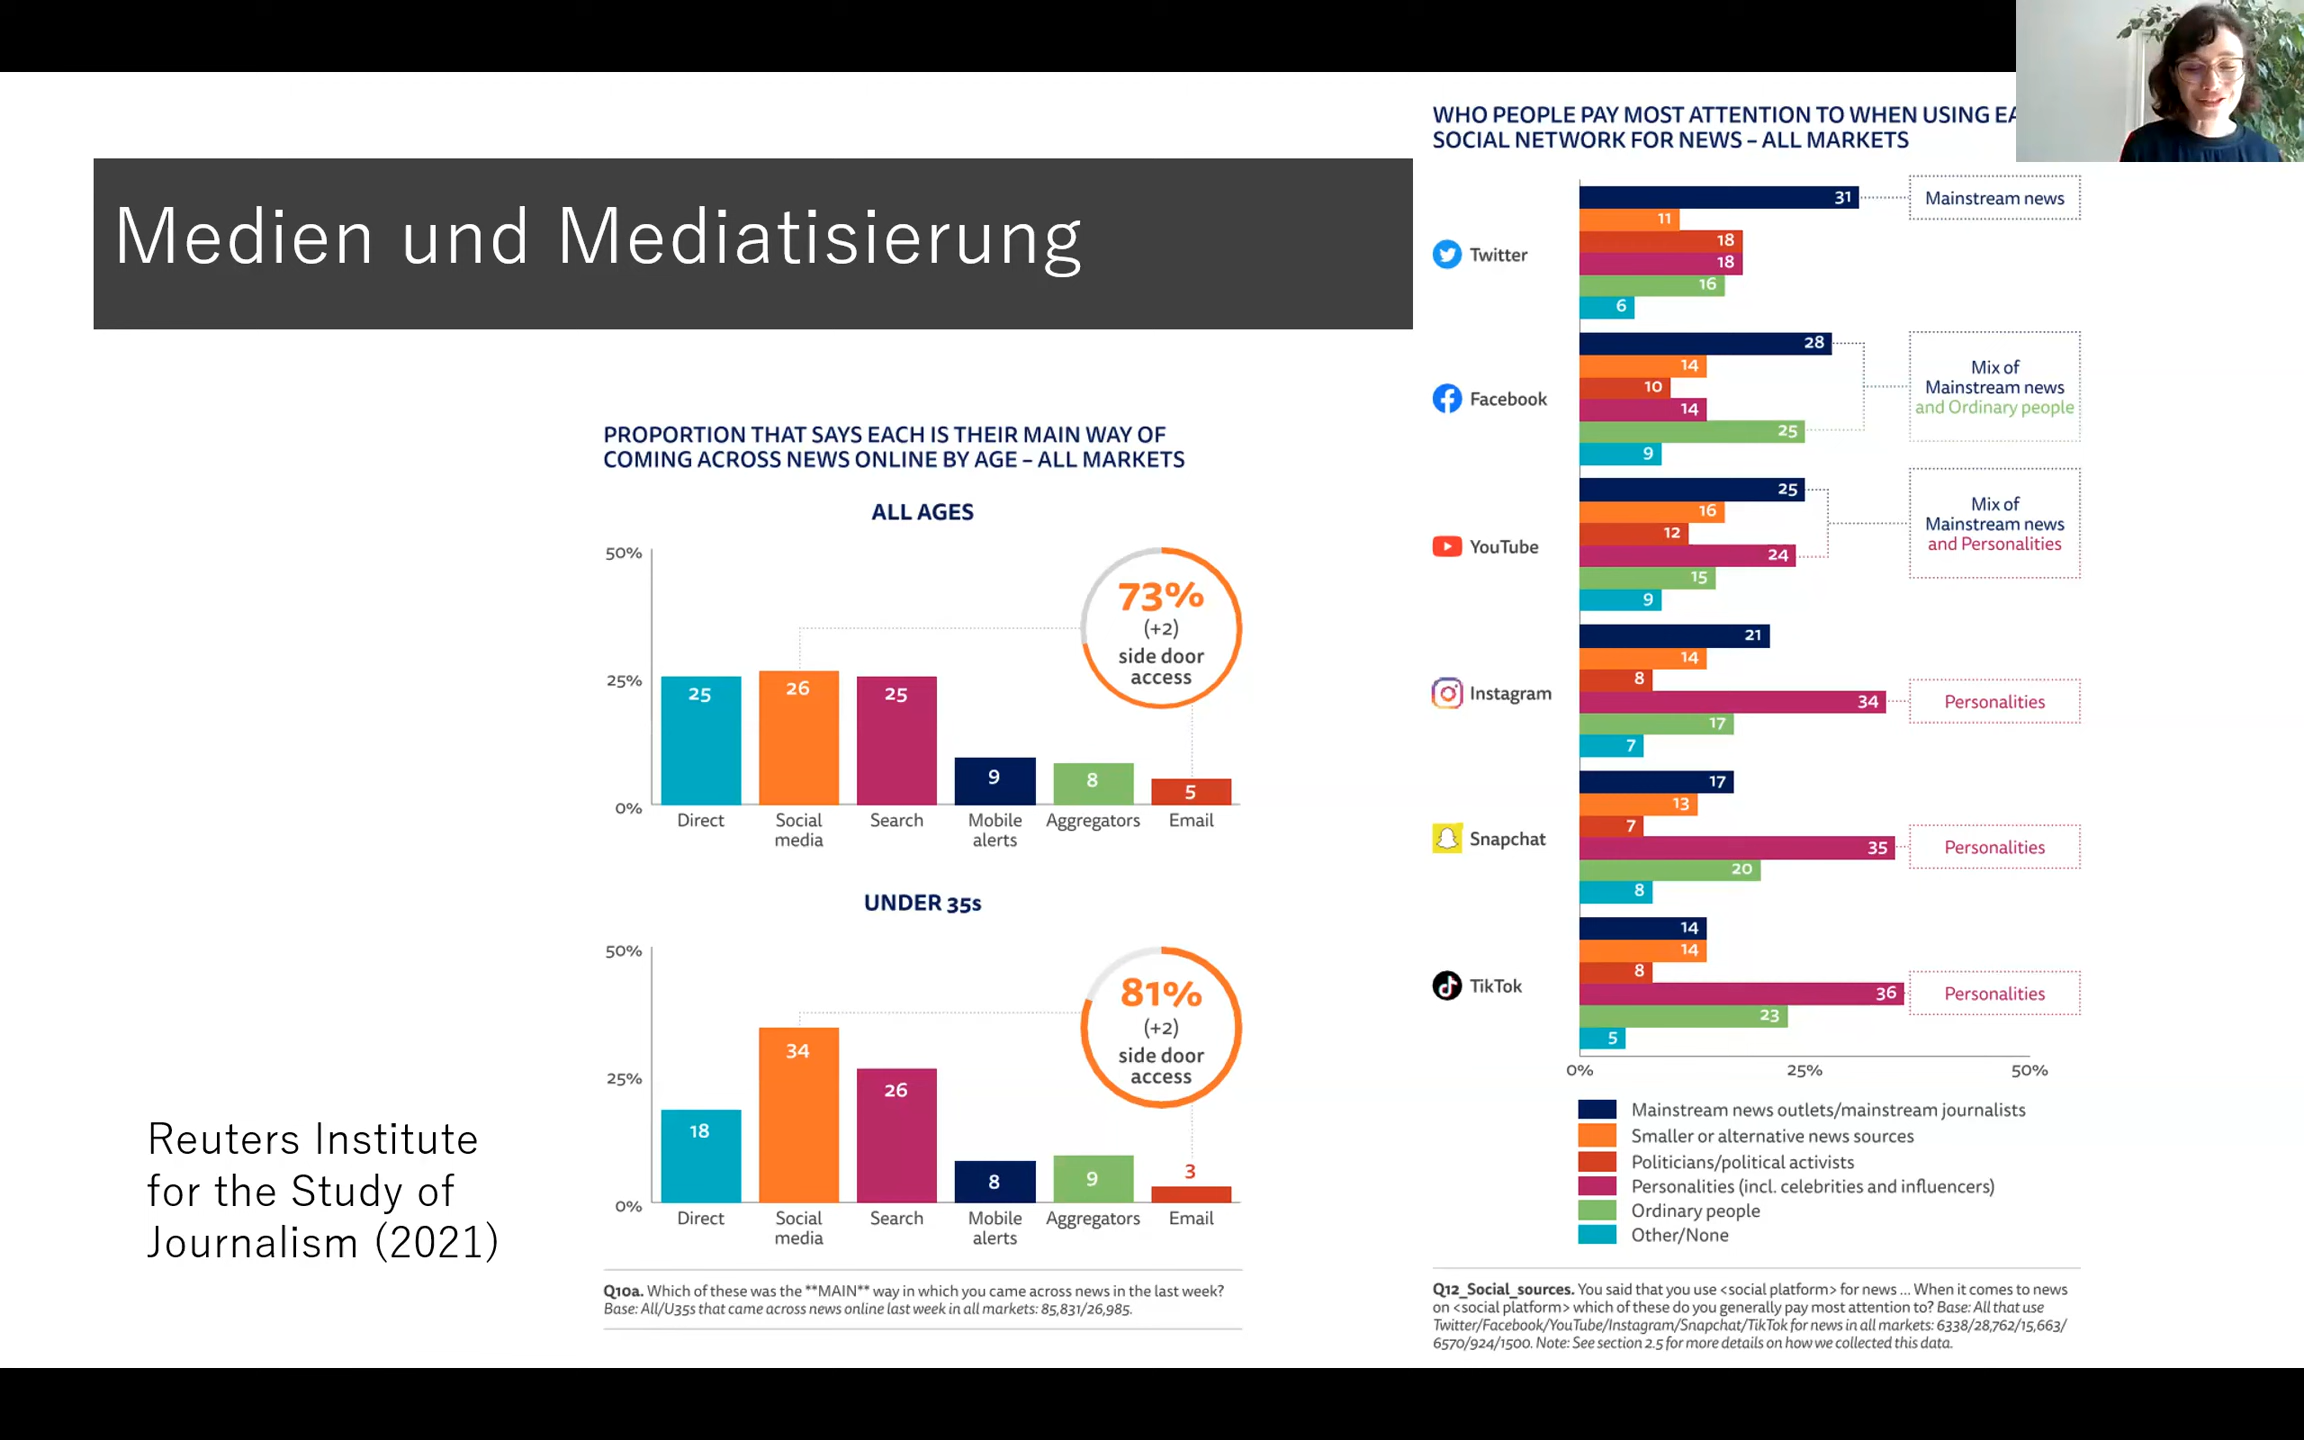 Medien und Mediatisierung
Reuters Institute
for the Study of
Journalism (2021)
PROPORTION THAT SAYS EACH IS THEIR MAIN WAY OF
COMING ACROSS NEWS ONLINE BY AGE – ALL MARKETS
ALL AGES
50%
25%
0%
73%
(+2)
side door
access
25
26
25
9
8
5
Direct
Social
media
Search
Mobile
alerts
Aggregators
Email
UNDER 35s
50%
25%
0%
81%
(+2)
side door
access
18
34
26
8
9
3
Direct
Social
media
Search
Mobile
alerts
Aggregators
Email
Q10a. Which of these was the **MAIN** way in which you came across news in the last week?
Base: All/U35s that came across news online last week in all markets: 85,831/26,985.
WHO PEOPLE PAY MOST ATTENTION TO WHEN USING
SOCIAL NETWORK FOR NEWS – ALL MARKETS
Twitter
31
11
18
18
16
6
Mainstream news
Facebook
28
14
10
14
25
9
Mix of
Mainstream news
and Ordinary people
YouTube
25
16
12
24
15
9
Mix of
Mainstream news
and Personalities
Instagram
21
14
8
34
17
7
Personalities
Snapchat
17
13
7
35
20
8
Personalities
TikTok
14
14
8
36
23
5
Personalities
0% 25% 50%
Mainstream news outlets/mainstream journalists
Smaller or alternative news sources
Politicians/political activists
Personalities (incl. celebrities and influencers)
Ordinary people
Other/None
Q12_Social_sources. You said that you use <social platform> for news ... When it comes to news
on <social platform> which of these do you generally pay most attention to? Base: All that use
Twitter/Facebook/YouTube/Instagram/Snapchat/TikTok for news in all markets: 6338/28,762/15,663/
6570/924/1500. Note: See section 2.5 for more details on how we collected this data.